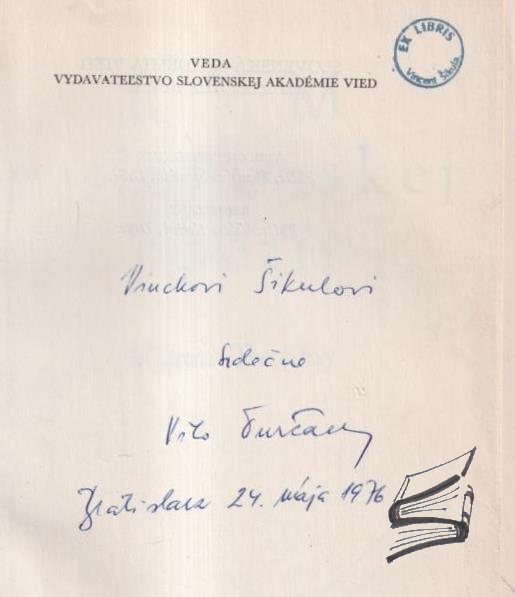 VEDA
VYDAVATEĽSTVO SLOVENSKEJ AKADÉMIE VIED
EX LIBRIS
Vincent Šikula
Vinckovi Šikulovi
Srdečne
Vilo Turčány
Bratislava 24. mája 1976